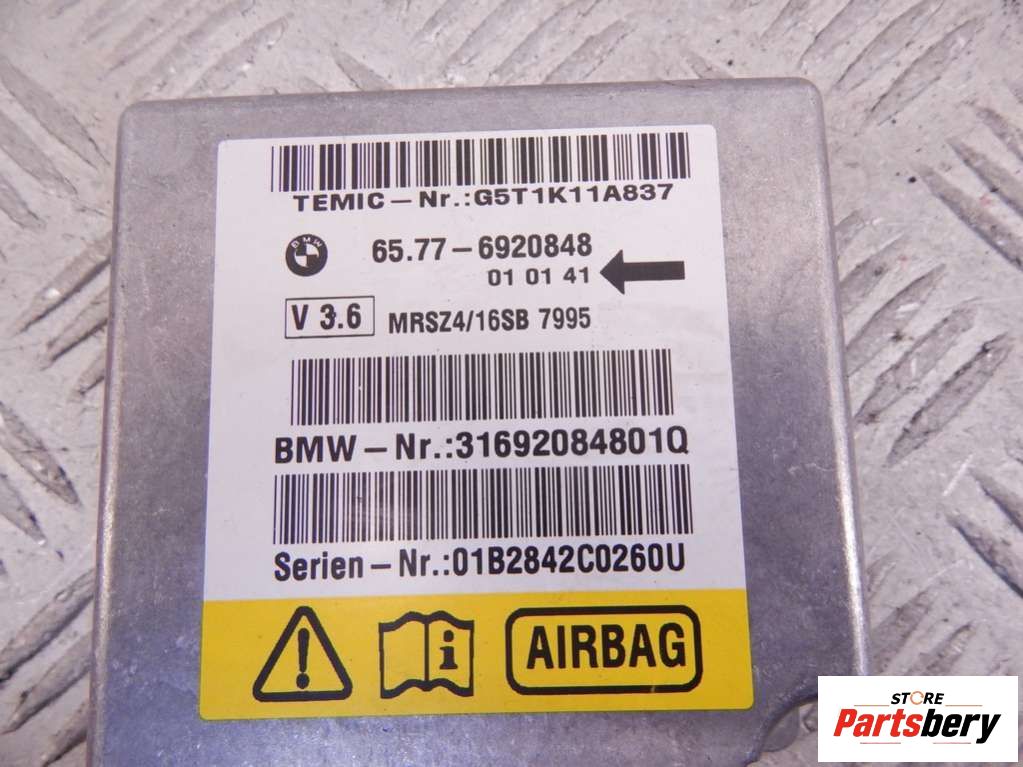 TEMIC-Nr.:G5T1K11A837
BMW
65.77-6920848
01 01 41
V 3.6 MRSZ4/16SB 7995
BMW-Nr.:31692084801Q
Serien-Nr.:01B2842C0260U
! i AIRBAG
STORE
Partsbery